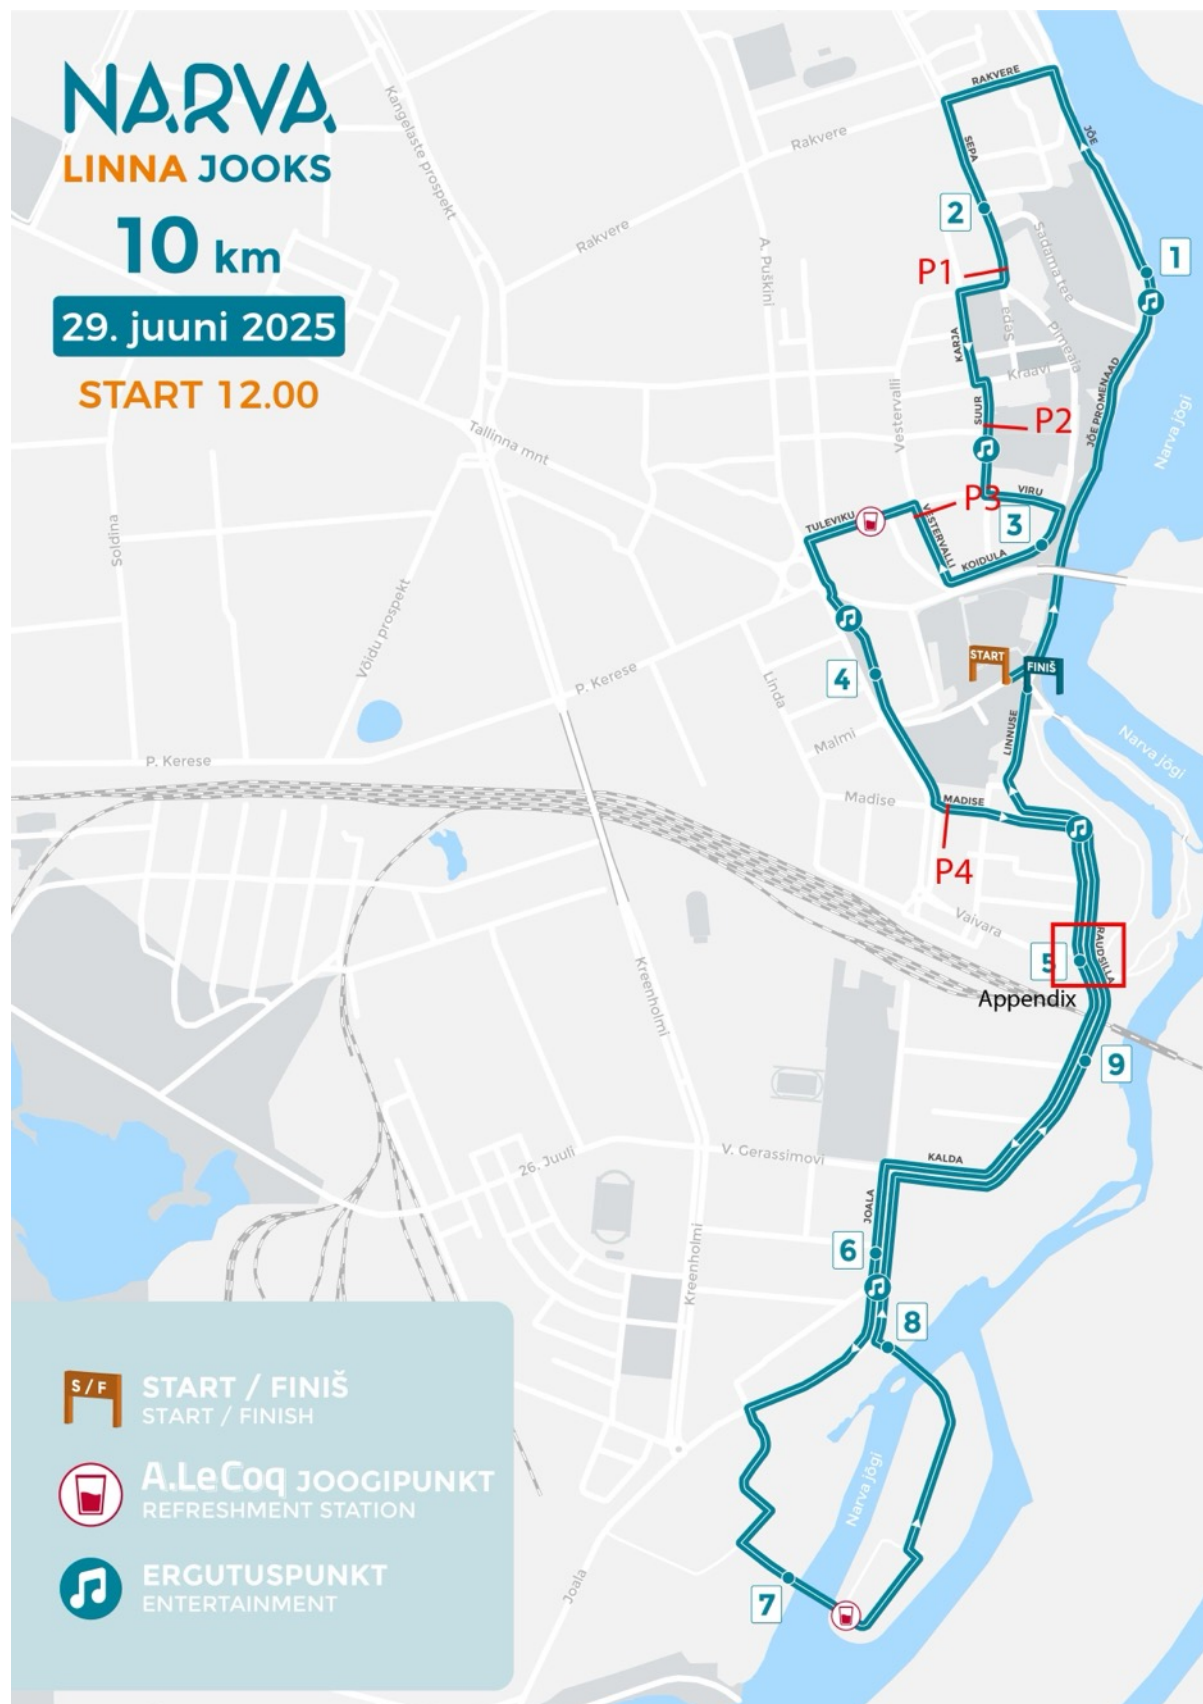 NARVA
LINNA JOOKS
10 km
29. juuni 2025
START 12.00
Kangelaste prospekt
Rakvere
Rakvere
RAKVERE
A. Puškini
SEPA
JÕE
2
Sadama tee
1
P1
Sepa
Pimeaia
KARJA
Kraavi
Vestervalli
SUUR
P2
JÕE PROMENAAD
Narva jõgi
Tallinna mnt
VIRU
P3
TULEVIKU
VESTERVALLI
3
KOIDULA
Soldina
Võidu prospekt
START
FINIŠ
P. Kerese
Linda
4
LINNUSE
Malmi
Narva jõgi
P. Kerese
Madise
MADISE
P4
Vaivara
RAUDSILLA
5
Appendix
Kreenholmi
9
V. Gerassimovi
KALDA
26. Juuli
JOALA
6
Kreenholmi
8
S/F
START / FINIŠ
START / FINISH
A.LeCoq JOOGIPUNKT
REFRESHMENT STATION
Narva jõgi
ERGUTUSPUNKT
ENTERTAINMENT
Joala
7